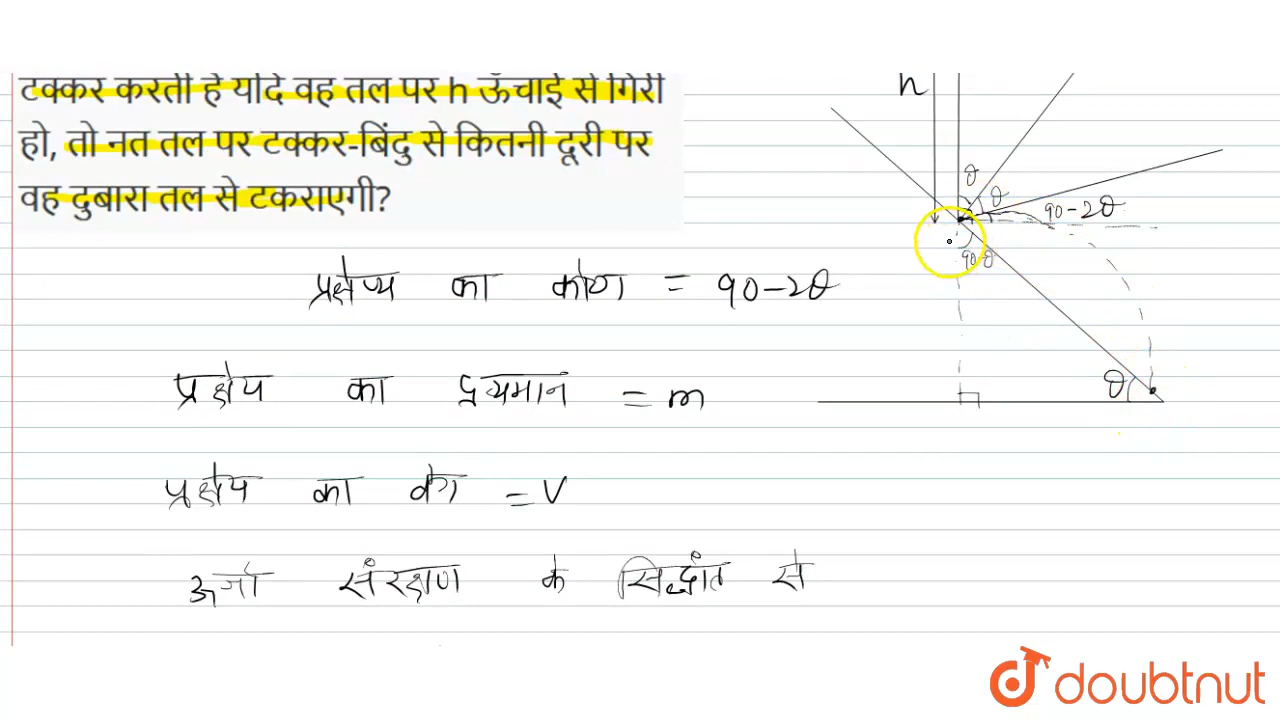 टक्कर करती है यदि वह तल पर h ऊँचाई से गिरी
हो, तो नत तल पर टक्कर-बिंदु से कितनी दूरी पर
वह दुबारा तल से टकराएगी?
h
θ
θ
90-2θ
90-θ
θ
प्रक्षेप्य का कोण = 90-2θ
प्रक्षेप्य का द्रव्यमान = m
प्रक्षेप्य का वेग = V
ऊर्जा संरक्षण के सिद्धांत से
doubtnut